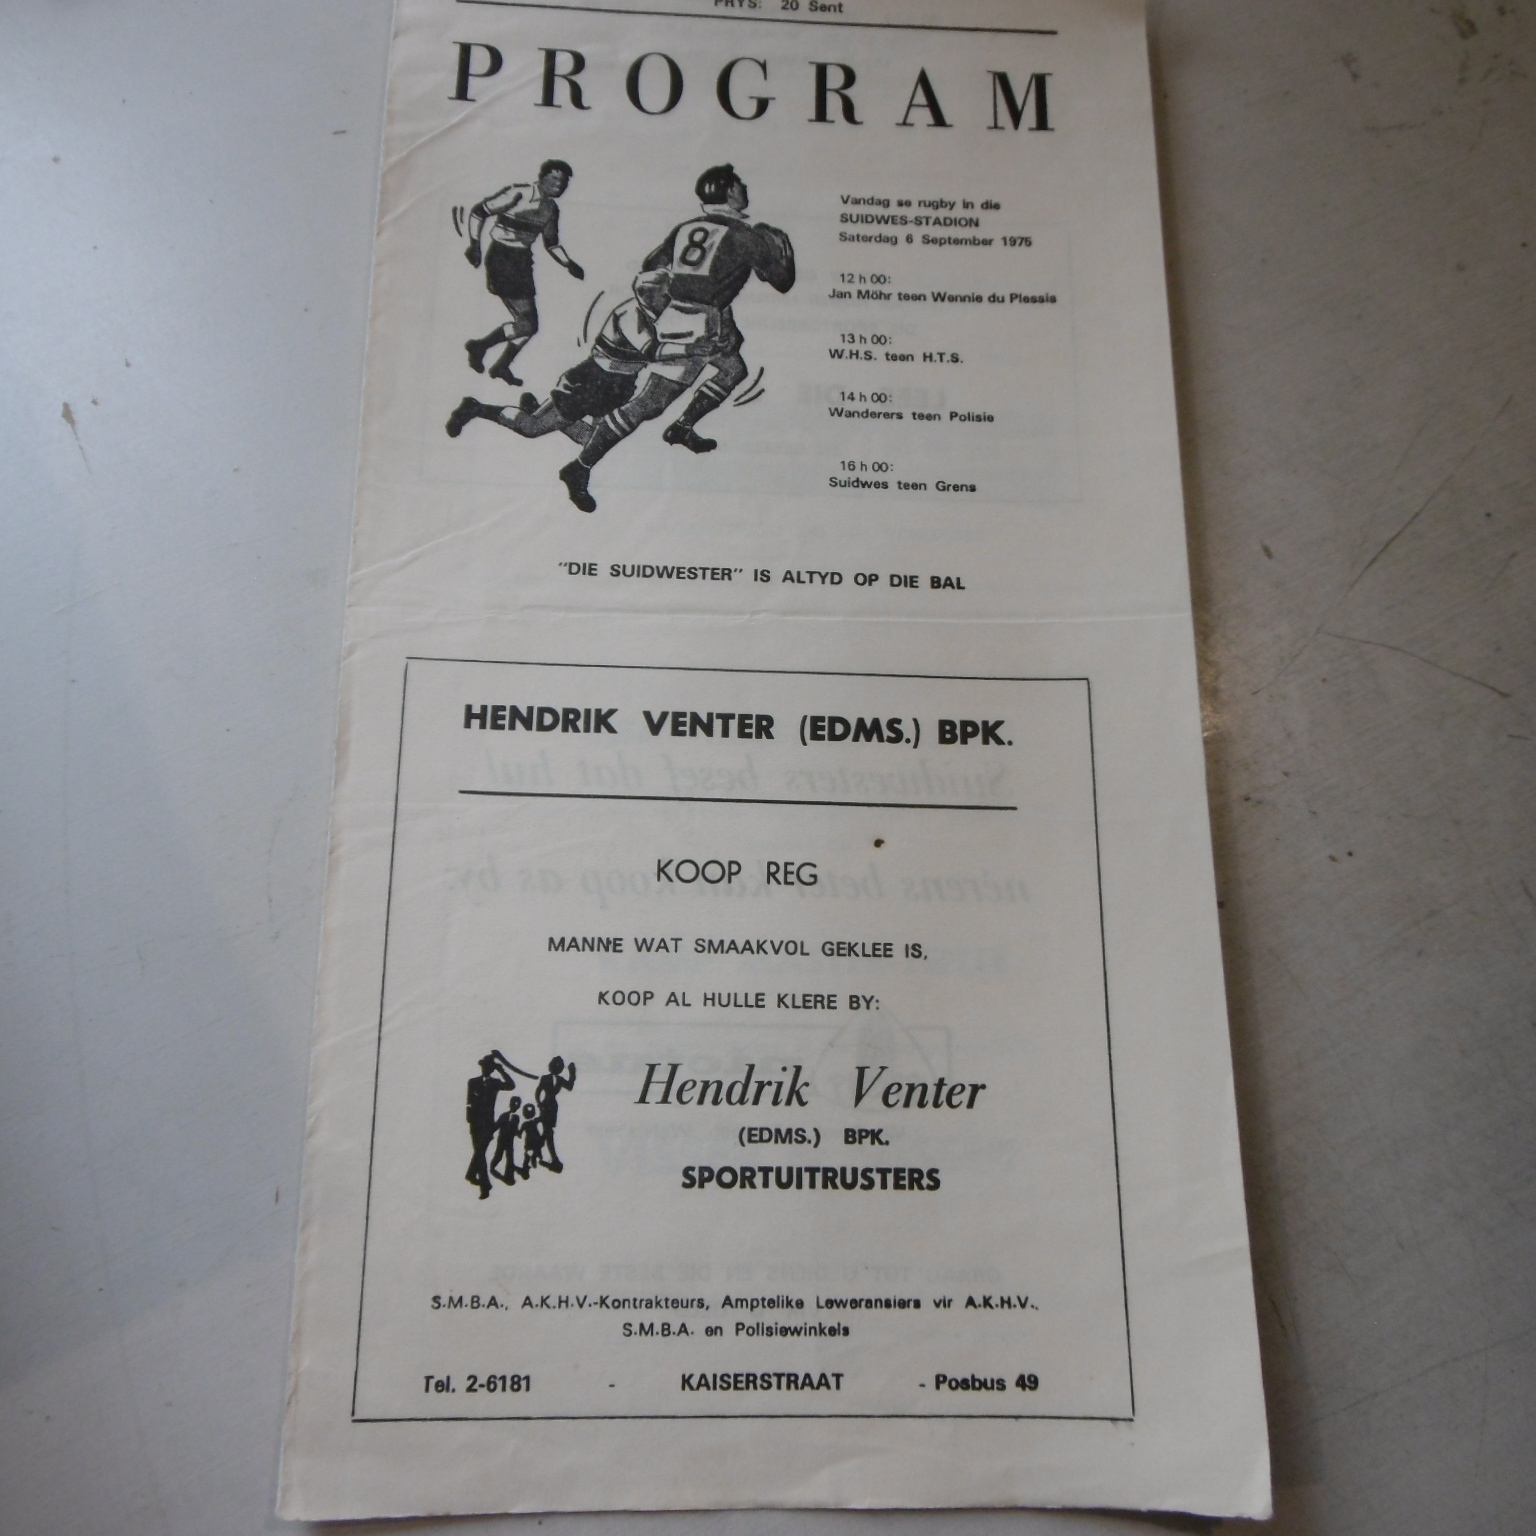 PRYS: 20 Sent
PROGRAM
8
Vandag se rugby in die
SUIDWES-STADION
Saterdag 6 September 1975
12 h 00:
Jan Möhr teen Wennie du Plessis
13 h 00:
W.H.S. teen H.T.S.
14 h 00:
Wanderers teen Polisie
16 h 00:
Suidwes teen Grens
"DIE SUIDWESTER" IS ALTYD OP DIE BAL
HENDRIK VENTER (EDMS.) BPK.
KOOP REG
MANNE WAT SMAAKVOL GEKLEE IS,
KOOP AL HULLE KLERE BY:
Hendrik Venter
(EDMS.) BPK.
SPORTUITRUSTERS
S.M.B.A., A.K.H.V.-Kontrakteurs, Amptelike Leweransiers vir A.K.H.V.,
S.M.B.A. en Polisiewinkels
Tel. 2-6181 - KAISERSTRAAT - Posbus 49